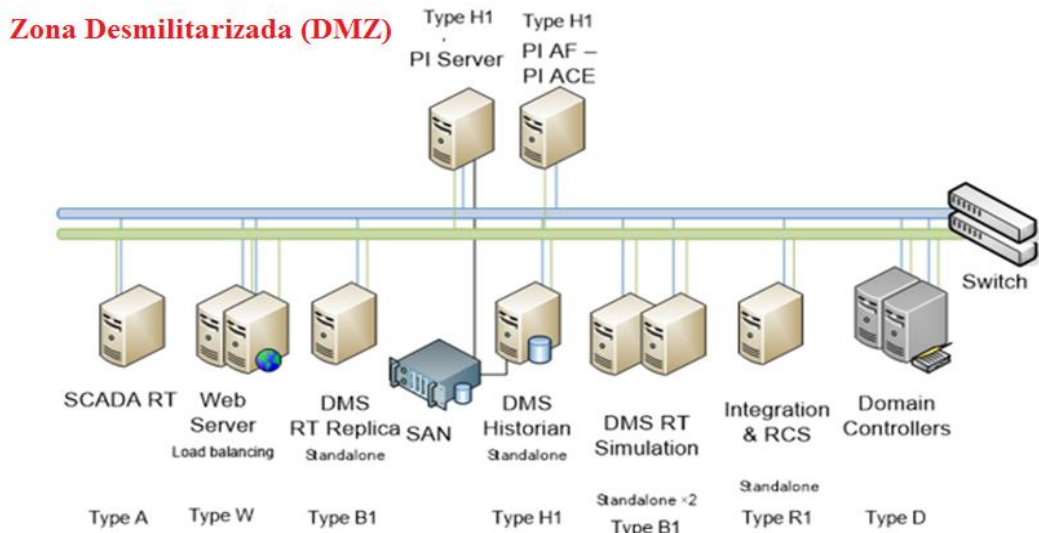 Zona Desmilitarizada (DMZ)
Type H1
PI Server
Type H1
PI AF –
PI ACE
Switch
SCADA RT
Type A
Web
Server
Load balancing
Type W
DMS
RT Replica
Standalone
Type B1
SAN
DMS
Historian
Standalone
Type H1
DMS RT
Simulation
Standalone ×2
Type B1
Integration
& RCS
Standalone
Type R1
Domain
Controllers
Type D